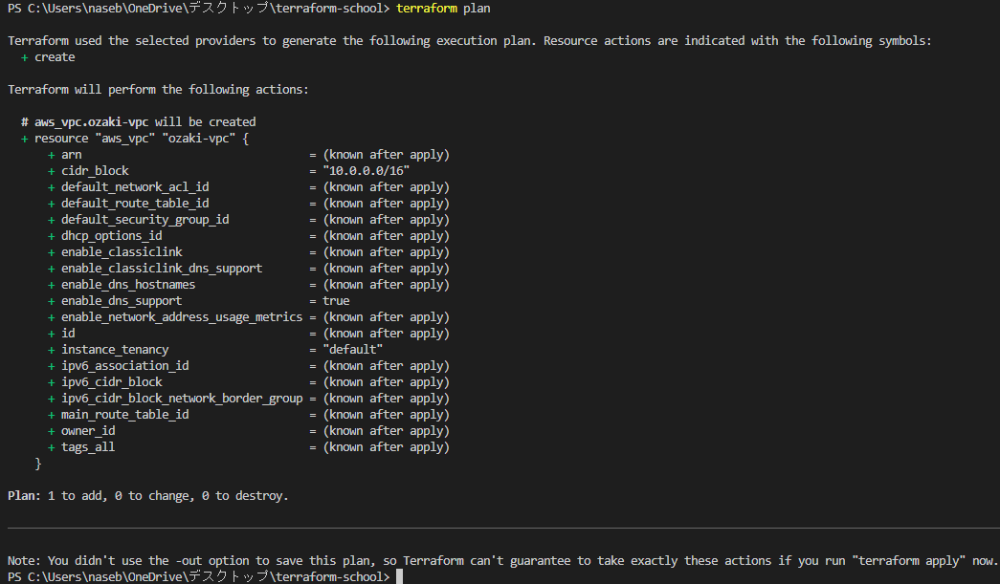 PS C:\Users\naseb\OneDrive\デスクトップ\terraform-school> terraform plan
Terraform used the selected providers to generate the following execution plan. Resource actions are indicated with the following symbols:
+ create
Terraform will perform the following actions:
# aws_vpc.ozaki-vpc will be created
+ resource "aws_vpc" "ozaki-vpc" {
+ arn = (known after apply)
+ cidr_block = "10.0.0.0/16"
+ default_network_acl_id = (known after apply)
+ default_route_table_id = (known after apply)
+ default_security_group_id = (known after apply)
+ dhcp_options_id = (known after apply)
+ enable_classiclink = (known after apply)
+ enable_classiclink_dns_support = (known after apply)
+ enable_dns_hostnames = (known after apply)
+ enable_dns_support = true
+ enable_network_address_usage_metrics = (known after apply)
+ id = (known after apply)
+ instance_tenancy = "default"
+ ipv6_association_id = (known after apply)
+ ipv6_cidr_block = (known after apply)
+ ipv6_cidr_block_network_border_group = (known after apply)
+ main_route_table_id = (known after apply)
+ owner_id = (known after apply)
+ tags_all = (known after apply)
}
Plan: 1 to add, 0 to change, 0 to destroy.
Note: You didn't use the -out option to save this plan, so Terraform can't guarantee to take exactly these actions if you run "terraform apply" now.
PS C:\Users\naseb\OneDrive\デスクトップ\terraform-school>